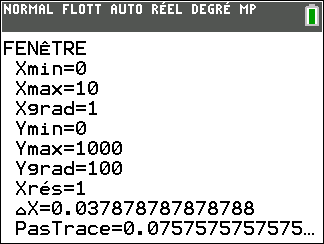 NORMAL FLOTT AUTO RÉEL DEGRÉ MP
FENêTRE
Xmin=0
Xmax=10
Xgrad=1
Ymin=0
Ymax=1000
Ygrad=100
Xrés=1
△X=0.037878787878788
PasTrace=0.0757575757575…